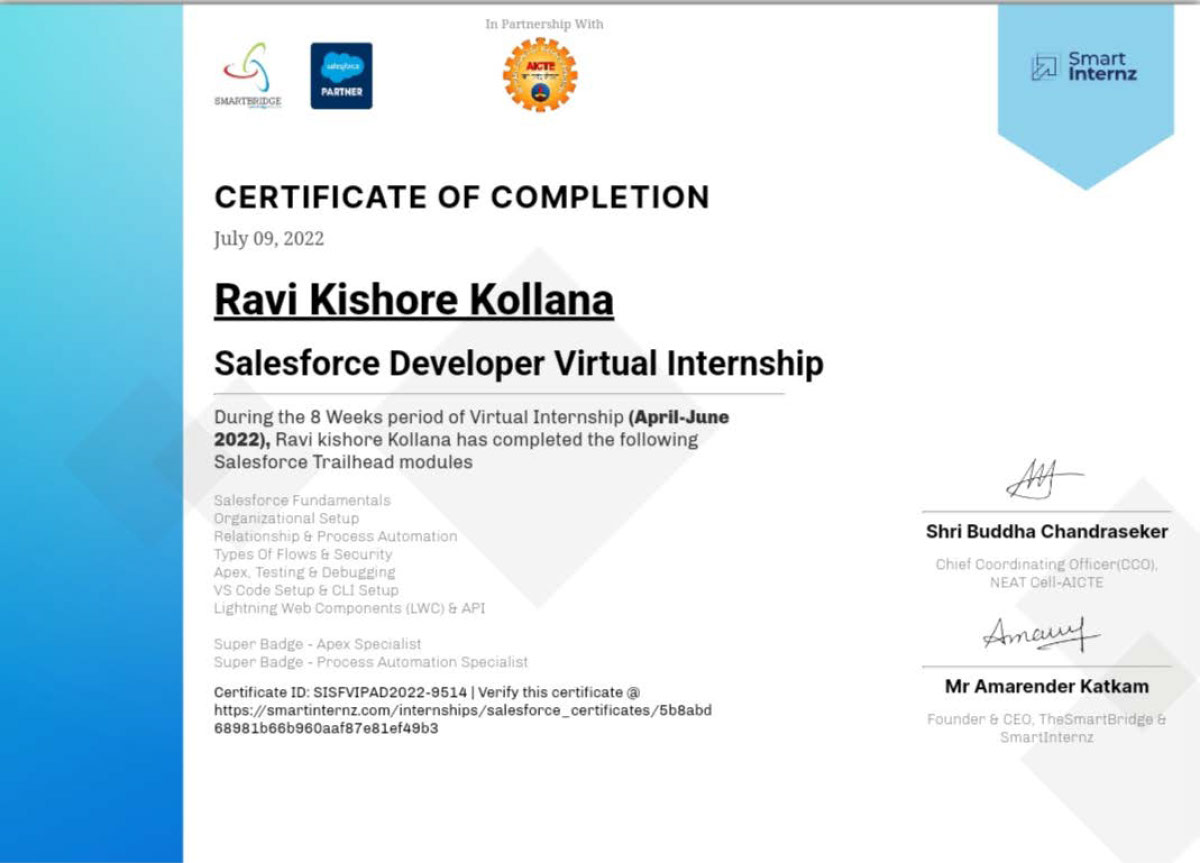 In Partnership With
SMARTBRIDGE
salesforce
PARTNER
AICTE
Smart
Internz
CERTIFICATE OF COMPLETION
July 09, 2022
Ravi Kishore Kollana
Salesforce Developer Virtual Internship
During the 8 Weeks period of Virtual Internship (April-June
2022), Ravi kishore Kollana has completed the following
Salesforce Trailhead modules
Salesforce Fundamentals
Organizational Setup
Relationship & Process Automation
Types Of Flows & Security
Apex, Testing & Debugging
VS Code Setup & CLI Setup
Lightning Web Components (LWC) & API
Super Badge - Apex Specialist
Super Badge - Process Automation Specialist
Certificate ID: SISFVIPAD2022-9514 | Verify this certificate @
https://smartinternz.com/internships/salesforce_certificates/5b8abd
68981b66b960aaf87e81ef49b3
Shri Buddha Chandraseker
Chief Coordinating Officer(CCO),
NEAT Cell-AICTE
Mr Amarender Katkam
Founder & CEO, TheSmartBridge &
SmartInternz